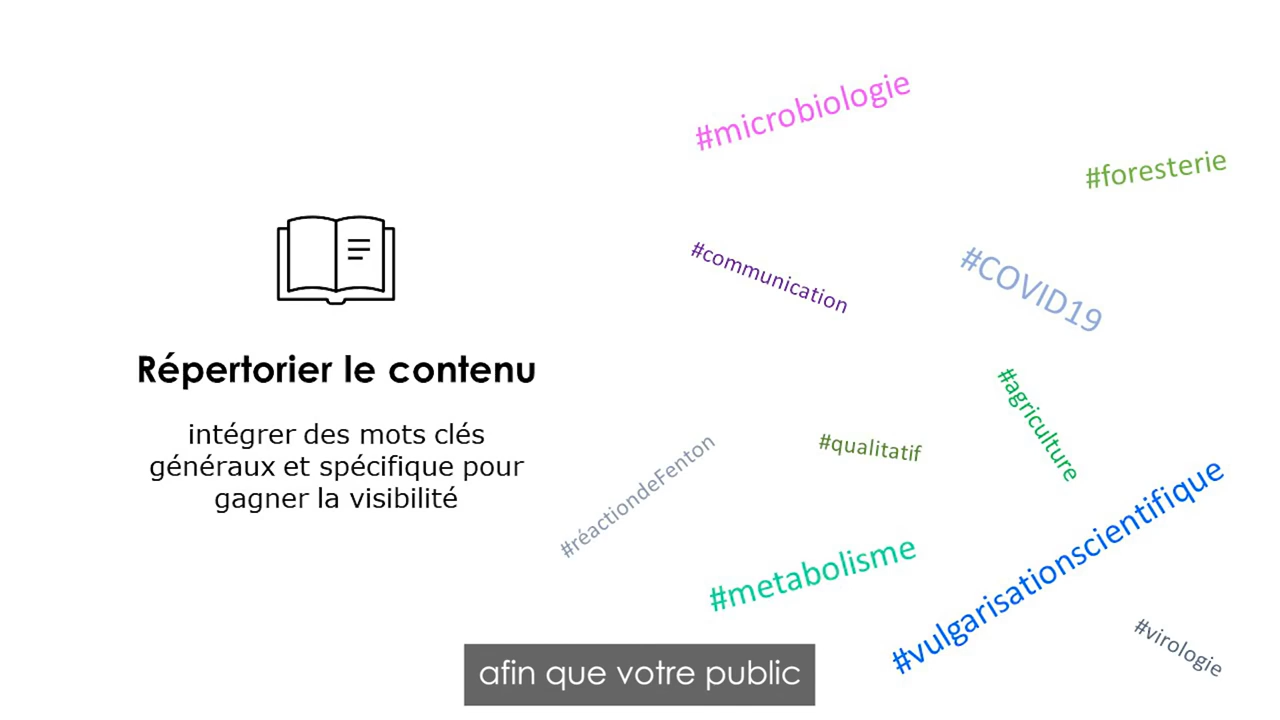 #microbiologie
#foresterie
#communication
#COVID19
Répertorier le contenu
#agriculture
intégrer des mots clés
généraux et spécifique pour
gagner la visibilité
#réactiondeFenton
#qualitatif
#metabolisme
#vulgarisationscientifique
#virologie
afin que votre public